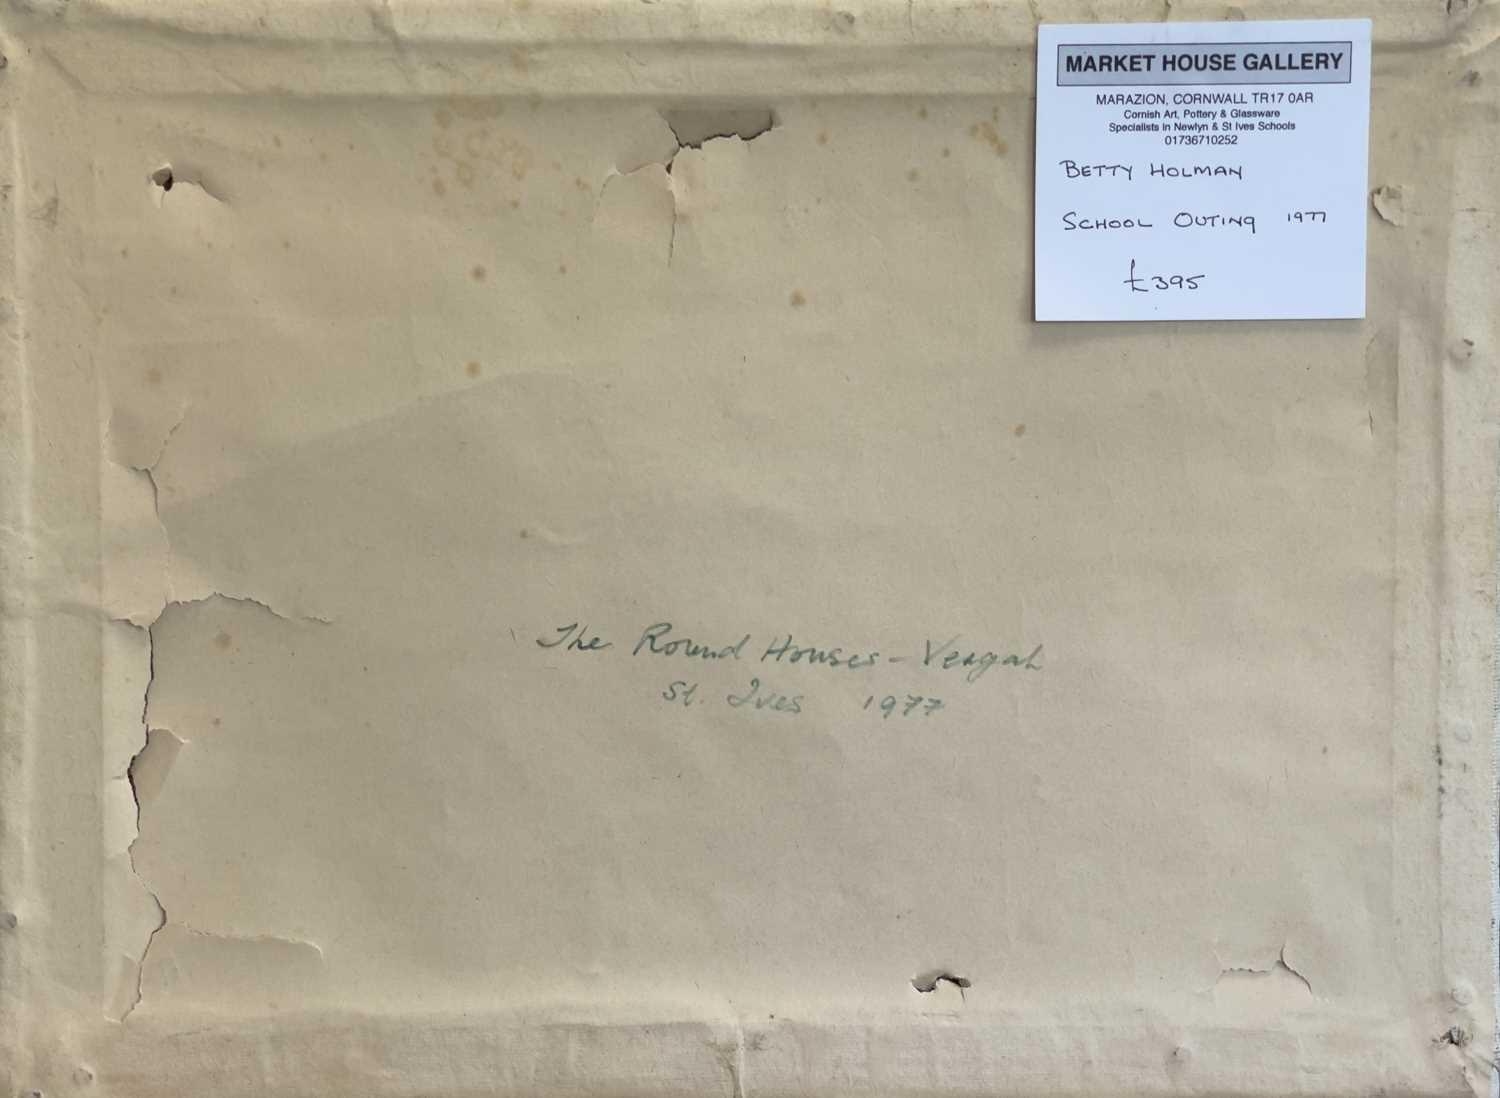 MARKET HOUSE GALLERY
MARAZION, CORNWALL TR17 0AR
Cornish Art, Pottery & Glassware
Specialists in Newlyn & St Ives Schools
01736710252
BETTY HOLMAN
SCHOOL OUTING 1977
£395
The Round Houses -
St. Ives 1977